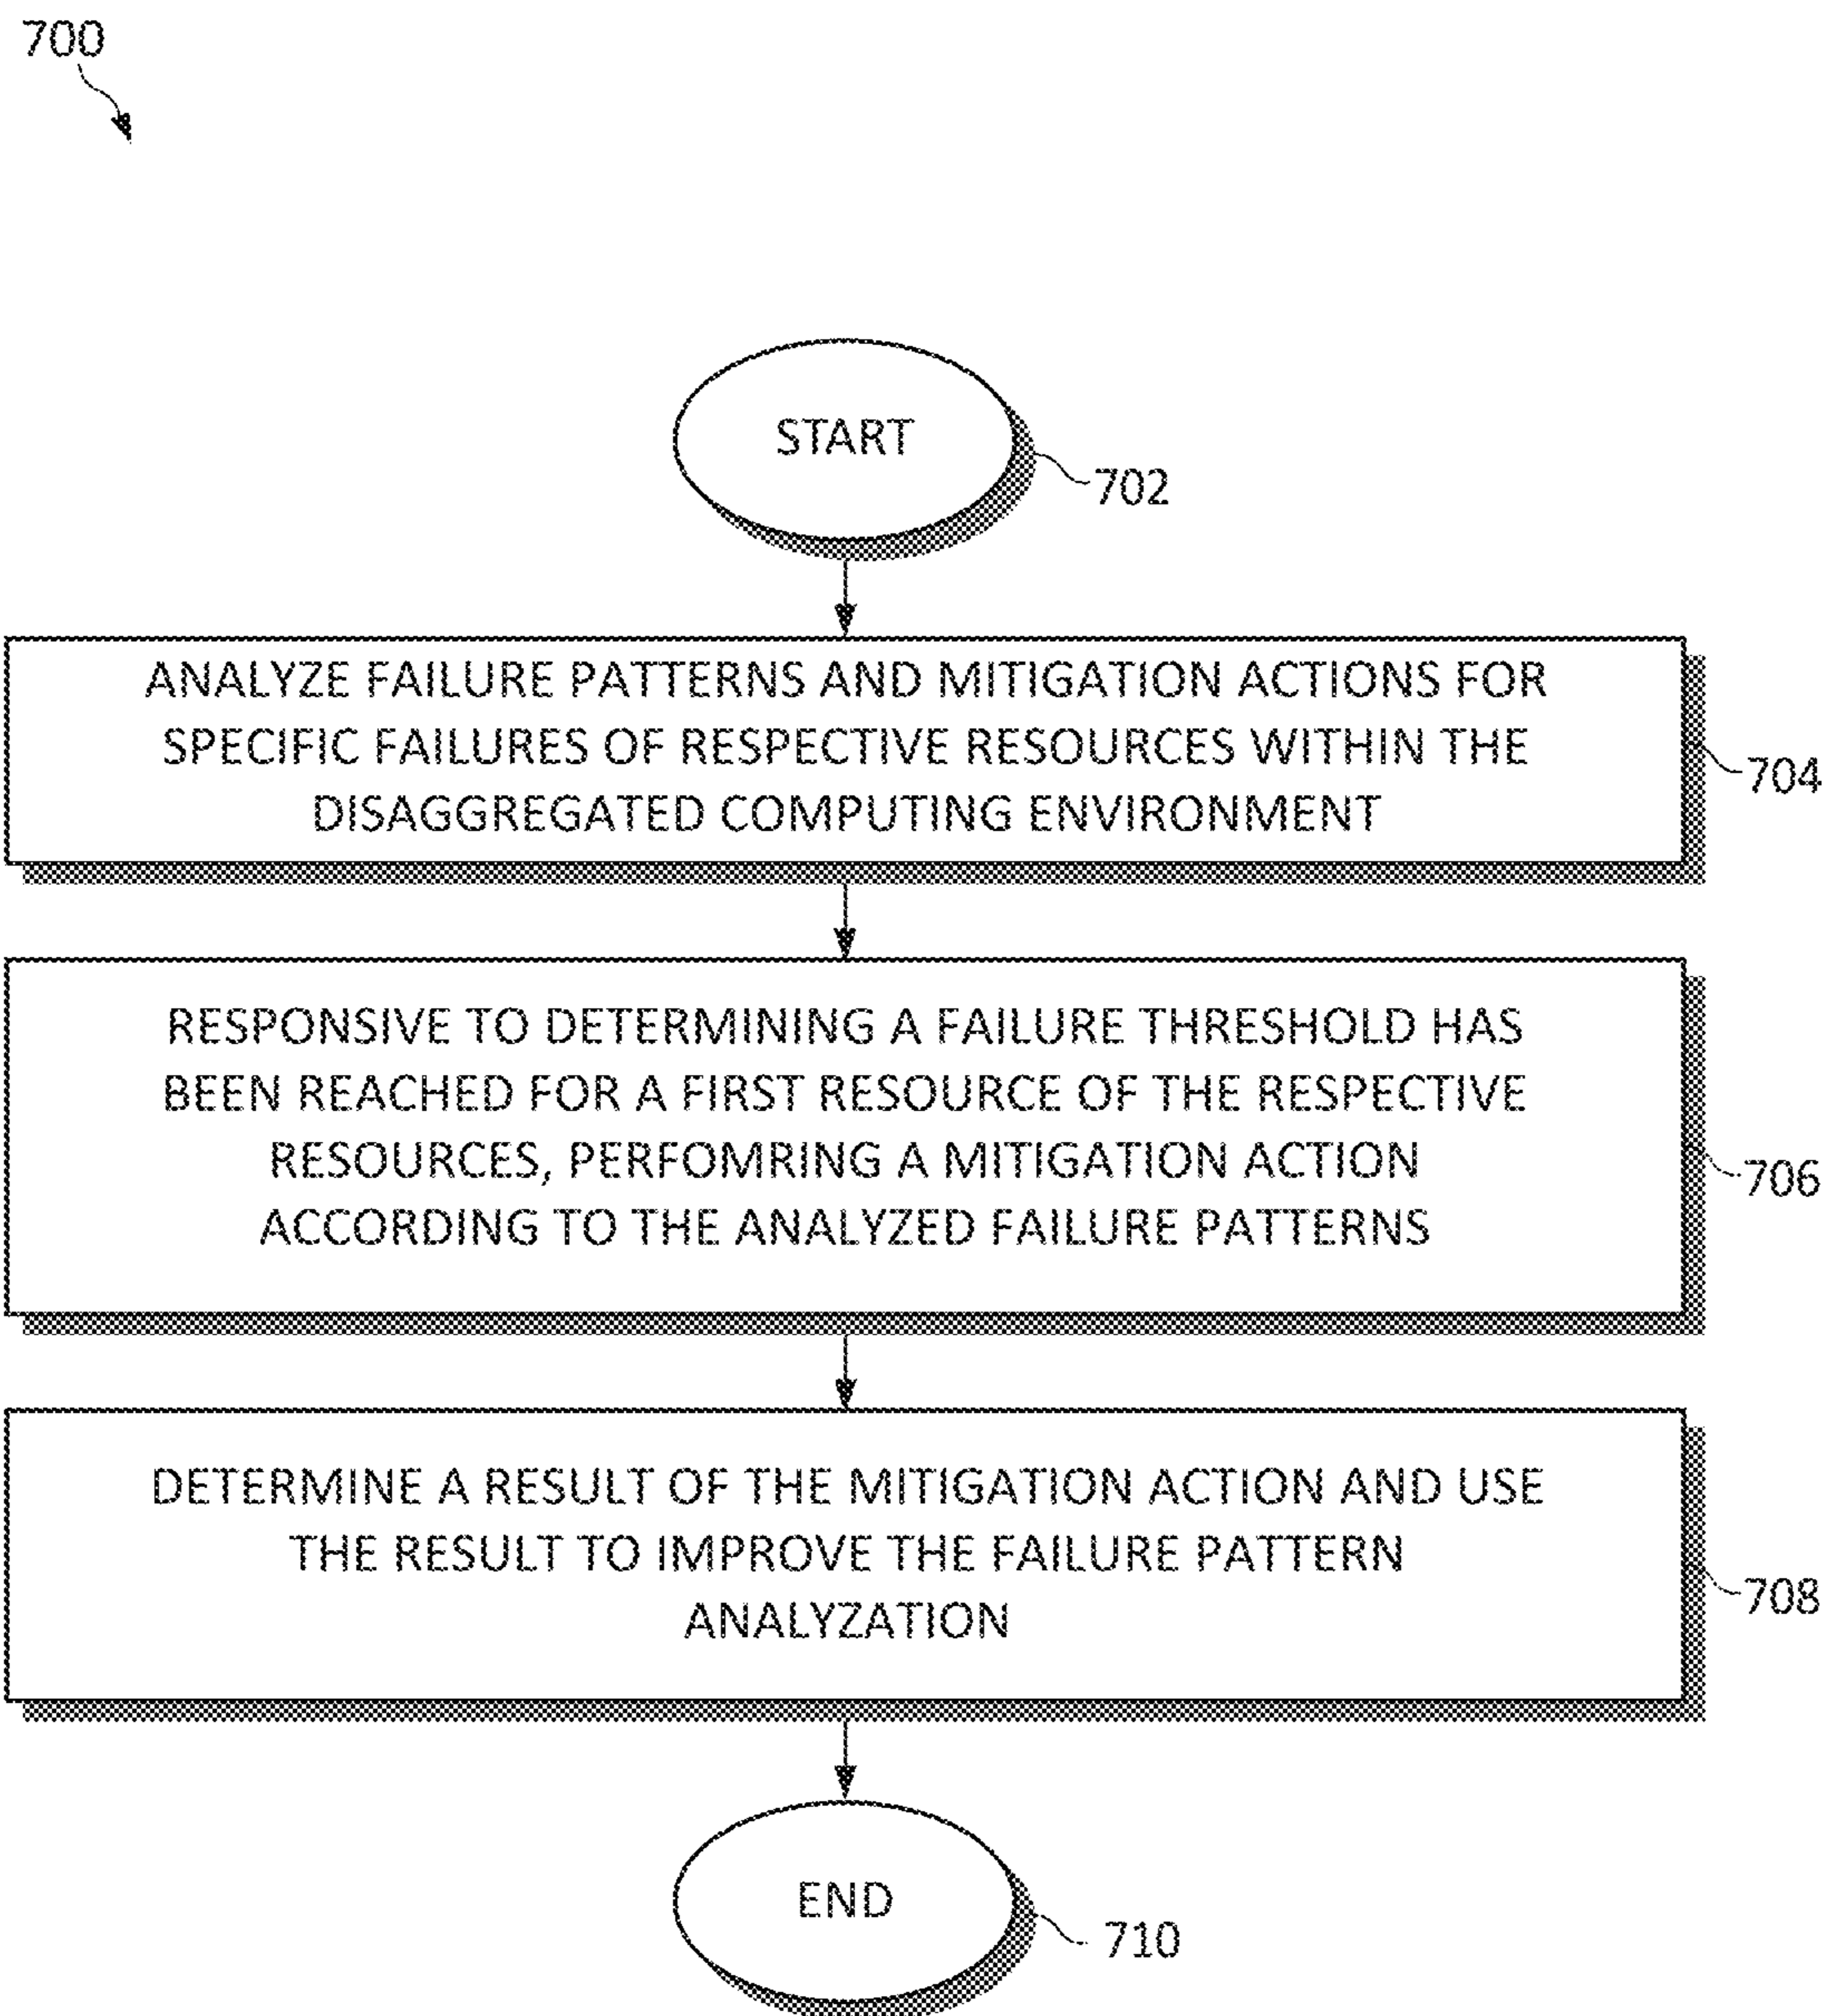 700
START
702
ANALYZE FAILURE PATTERNS AND MITIGATION ACTIONS FOR
SPECIFIC FAILURES OF RESPECTIVE RESOURCES WITHIN THE
DISAGGREGATED COMPUTING ENVIRONMENT
704
RESPONSIVE TO DETERMINING A FAILURE THRESHOLD HAS
BEEN REACHED FOR A FIRST RESOURCE OF THE RESPECTIVE
RESOURCES, PERFOMRING A MITIGATION ACTION
ACCORDING TO THE ANALYZED FAILURE PATTERNS
706
DETERMINE A RESULT OF THE MITIGATION ACTION AND USE
THE RESULT TO IMPROVE THE FAILURE PATTERN
ANALYZATION
708
END
710